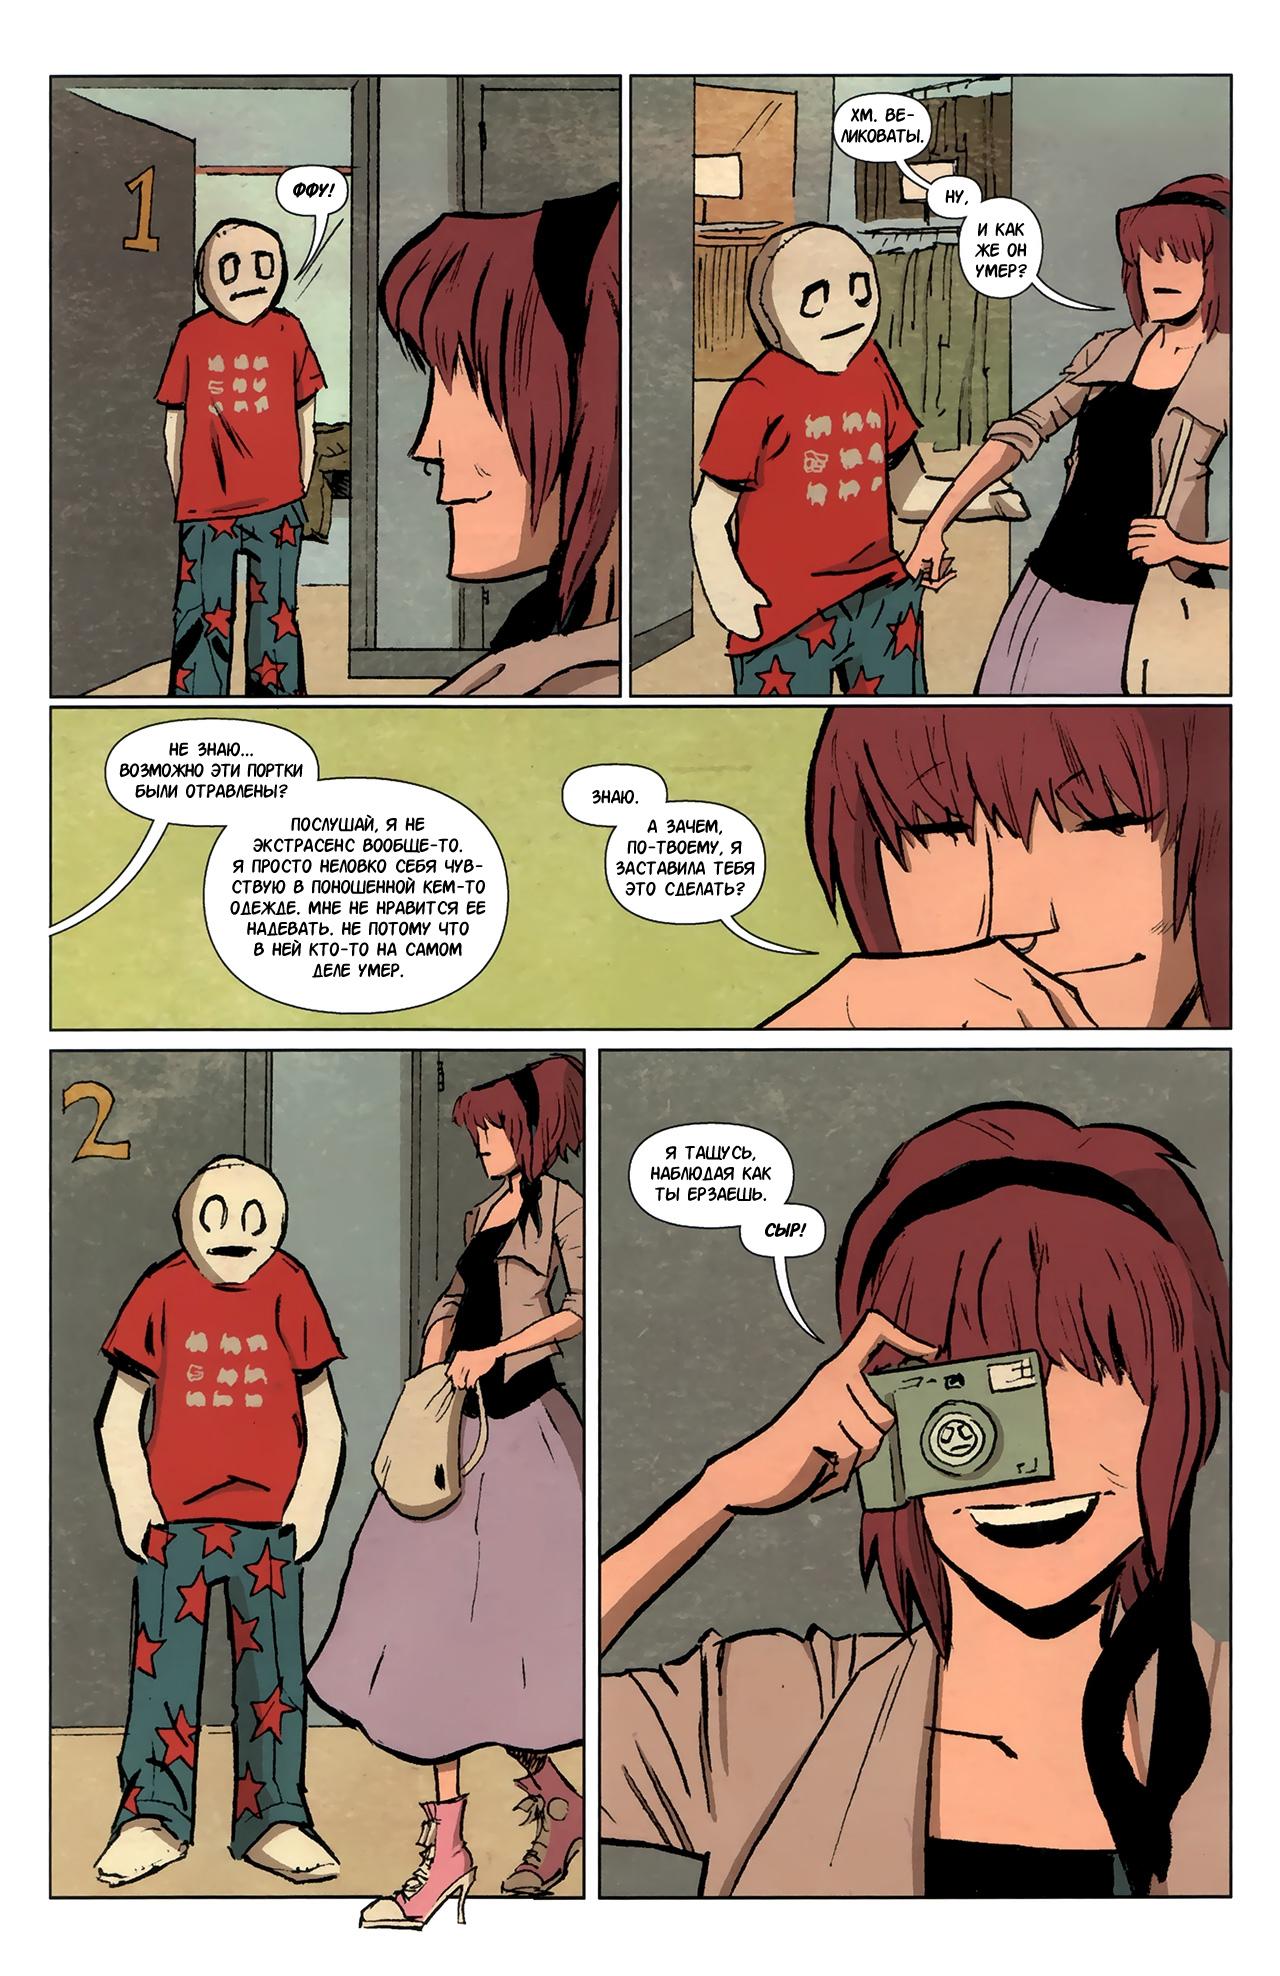 1
ФФУ!
ХМ. ВЕ-
ЛИКОВАТЫ.
НУ,
И КАК
ЖЕ ОН
УМЕР?
НЕ ЗНАЮ...
ВОЗМОЖНО ЭТИ ПОРТКИ
БЫЛИ ОТРАВЛЕНЫ?
ПОСЛУШАЙ, Я НЕ
ЭКСТРАСЕНС ВООБЩЕ-ТО.
Я ПРОСТО НЕЛОВКО СЕБЯ ЧУВ-
СТВУЮ В ПОНОШЕННОЙ КЕМ-ТО
ОДЕЖДЕ. МНЕ НЕ НРАВИТСЯ ЕЕ
НАДЕВАТЬ. НЕ ПОТОМУ ЧТО
В НЕЙ КТО-ТО НА САМОМ
ДЕЛЕ УМЕР.
ЗНАЮ.
А ЗАЧЕМ,
ПО-ТВОЕМУ, Я
ЗАСТАВИЛА ТЕБЯ
ЭТО СДЕЛАТЬ?
2
Я ТАЩУСЬ,
НАБЛЮДАЯ КАК
ТЫ ЕРЗАЕШЬ.
СЫР!